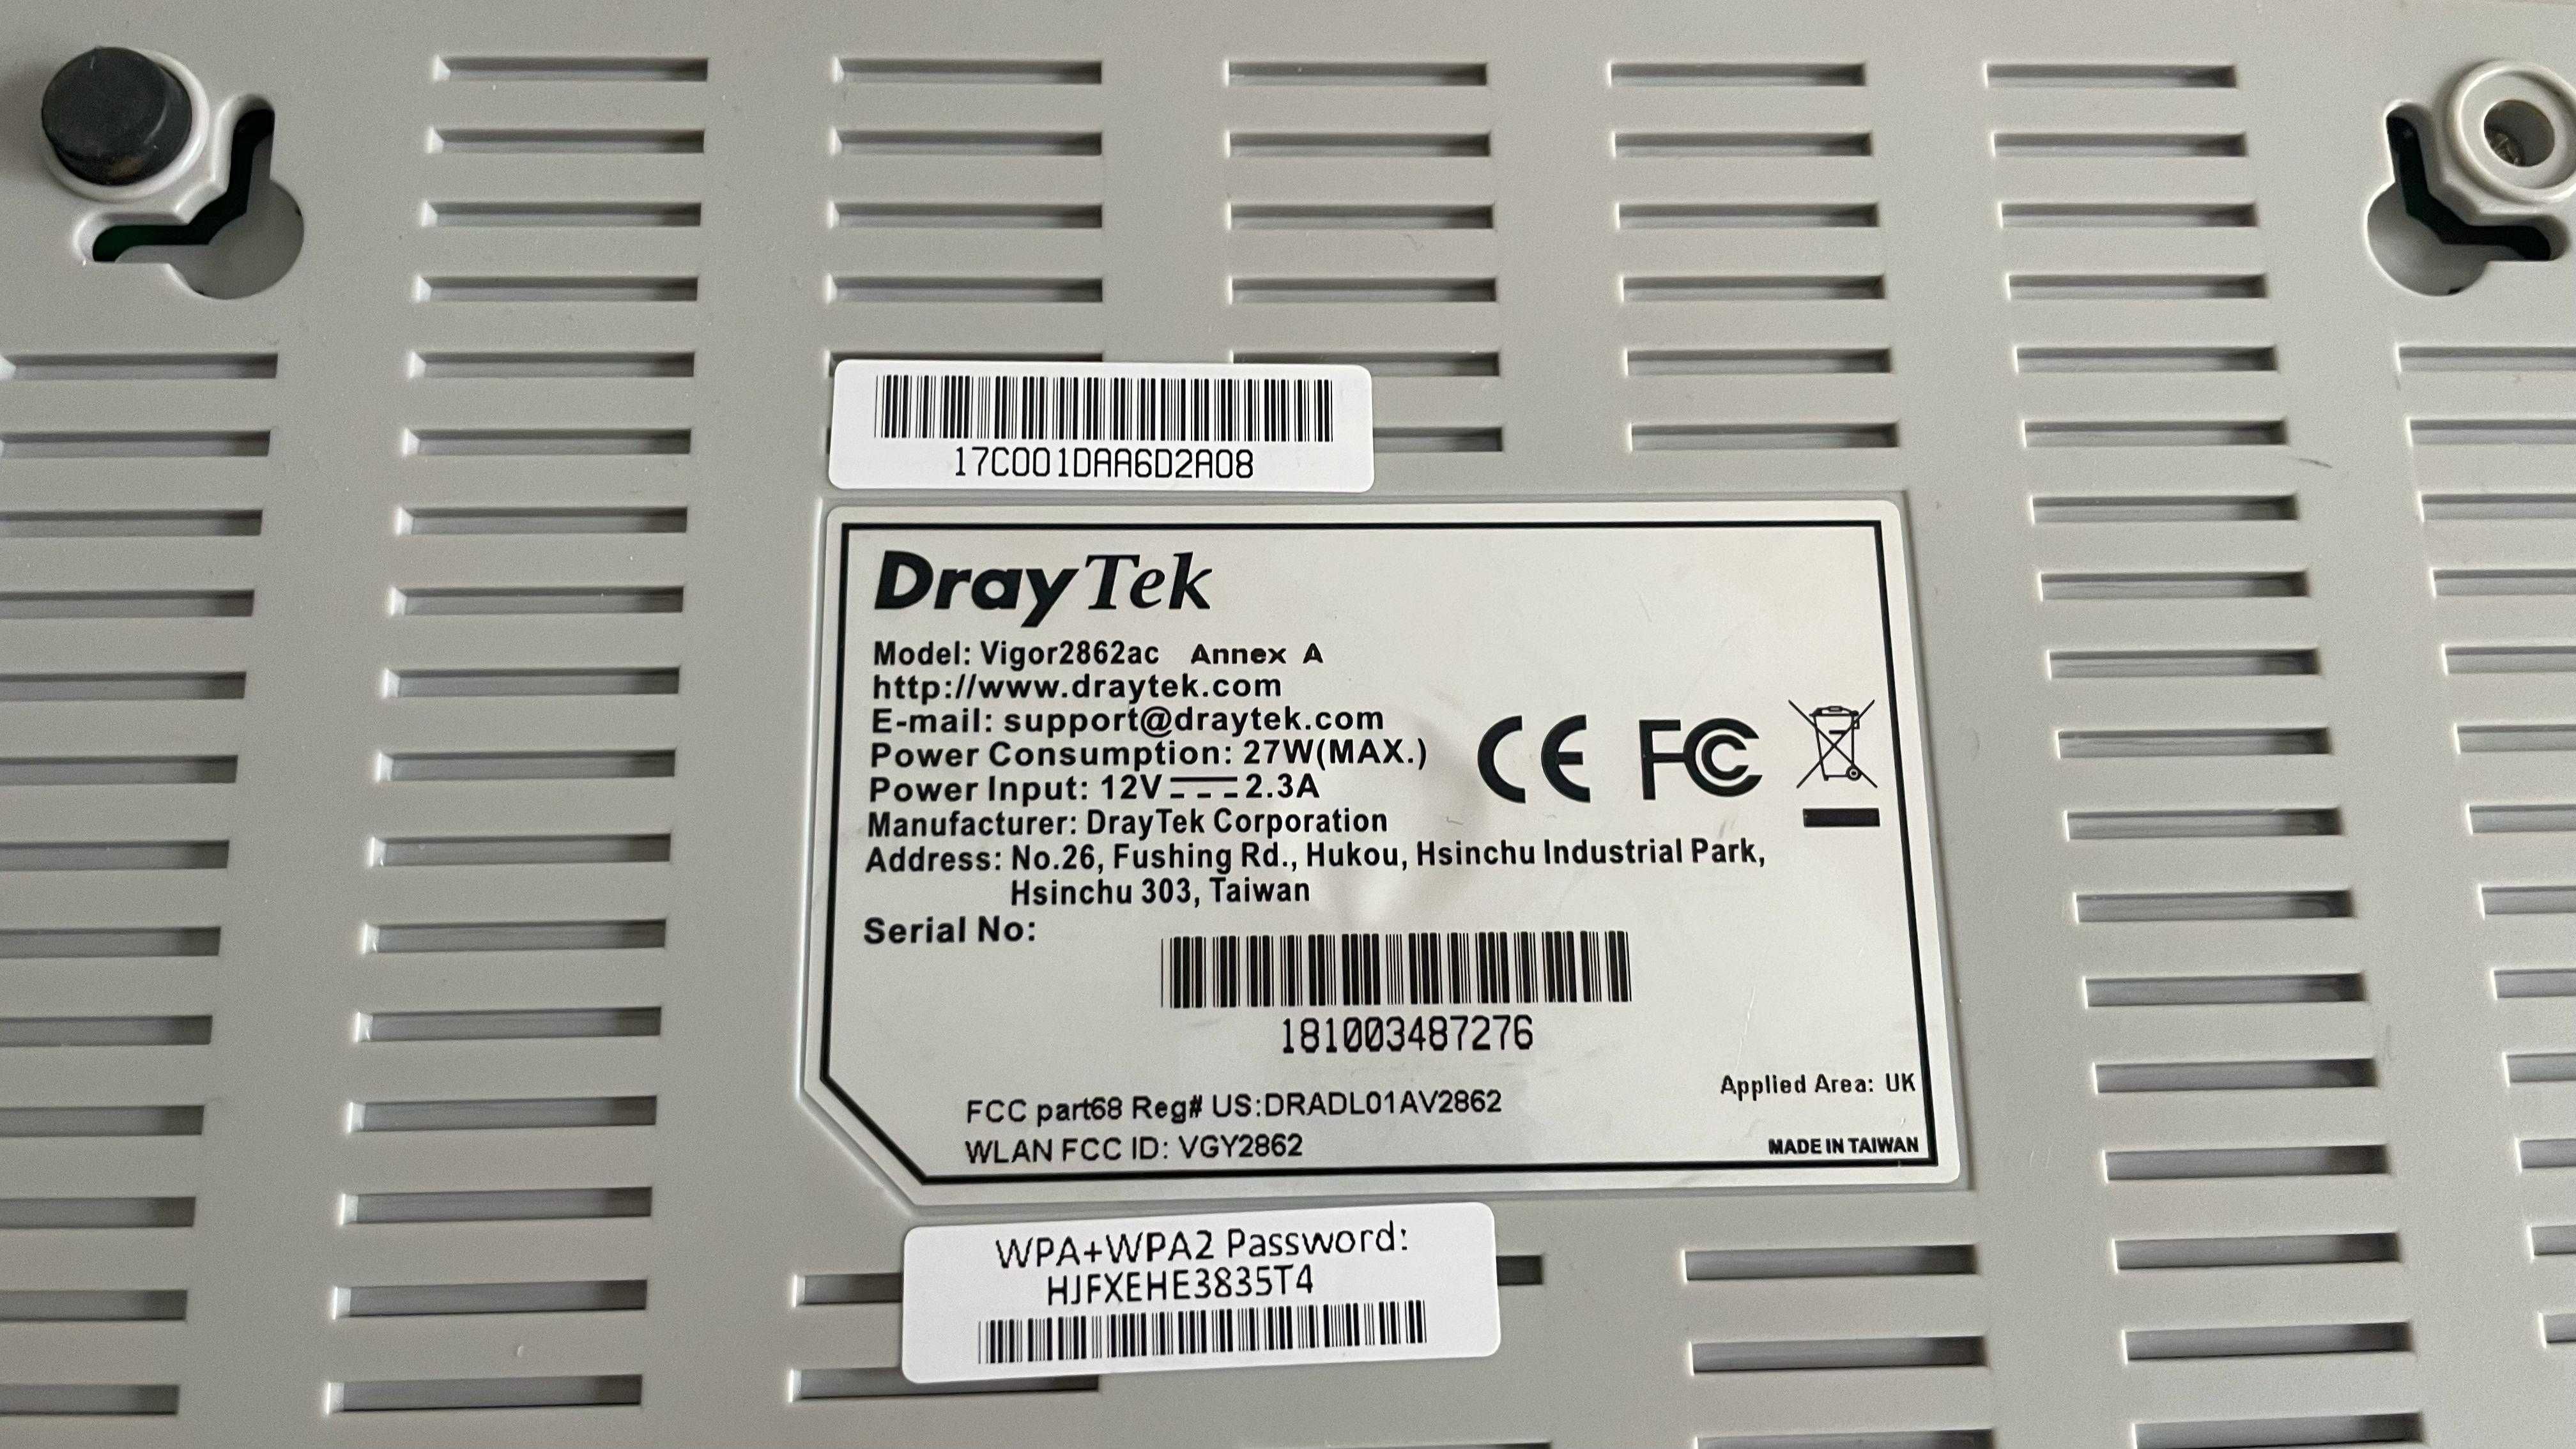 17C001DAA6D2A08
DrayTek
Model: Vigor2862ac Annex A
http://www.draytek.com
E-mail: support@draytek.com
Power Consumption: 27W(MAX.)
Power Input: 12V⎓2.3A
CE FC
Manufacturer: DrayTek Corporation
Address: No.26, Fushing Rd., Hukou, Hsinchu Industrial Park,
Hsinchu 303, Taiwan
Serial No:
181003487276
FCC part68 Reg# US:DRADL01AV2862
Applied Area: UK
WLAN FCC ID: VGY2862
MADE IN TAIWAN
WPA+WPA2 Password:
HJFXEHE3835T4